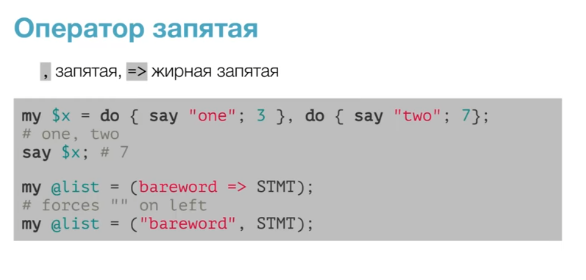 Оператор запятая
, запятая, => жирная запятая
my $x = do { say "one"; 3 }, do { say "two"; 7};
# one, two
say $x; # 7
my @list = (bareword => STMT);
# forces "" on left
my @list = ("bareword", STMT);